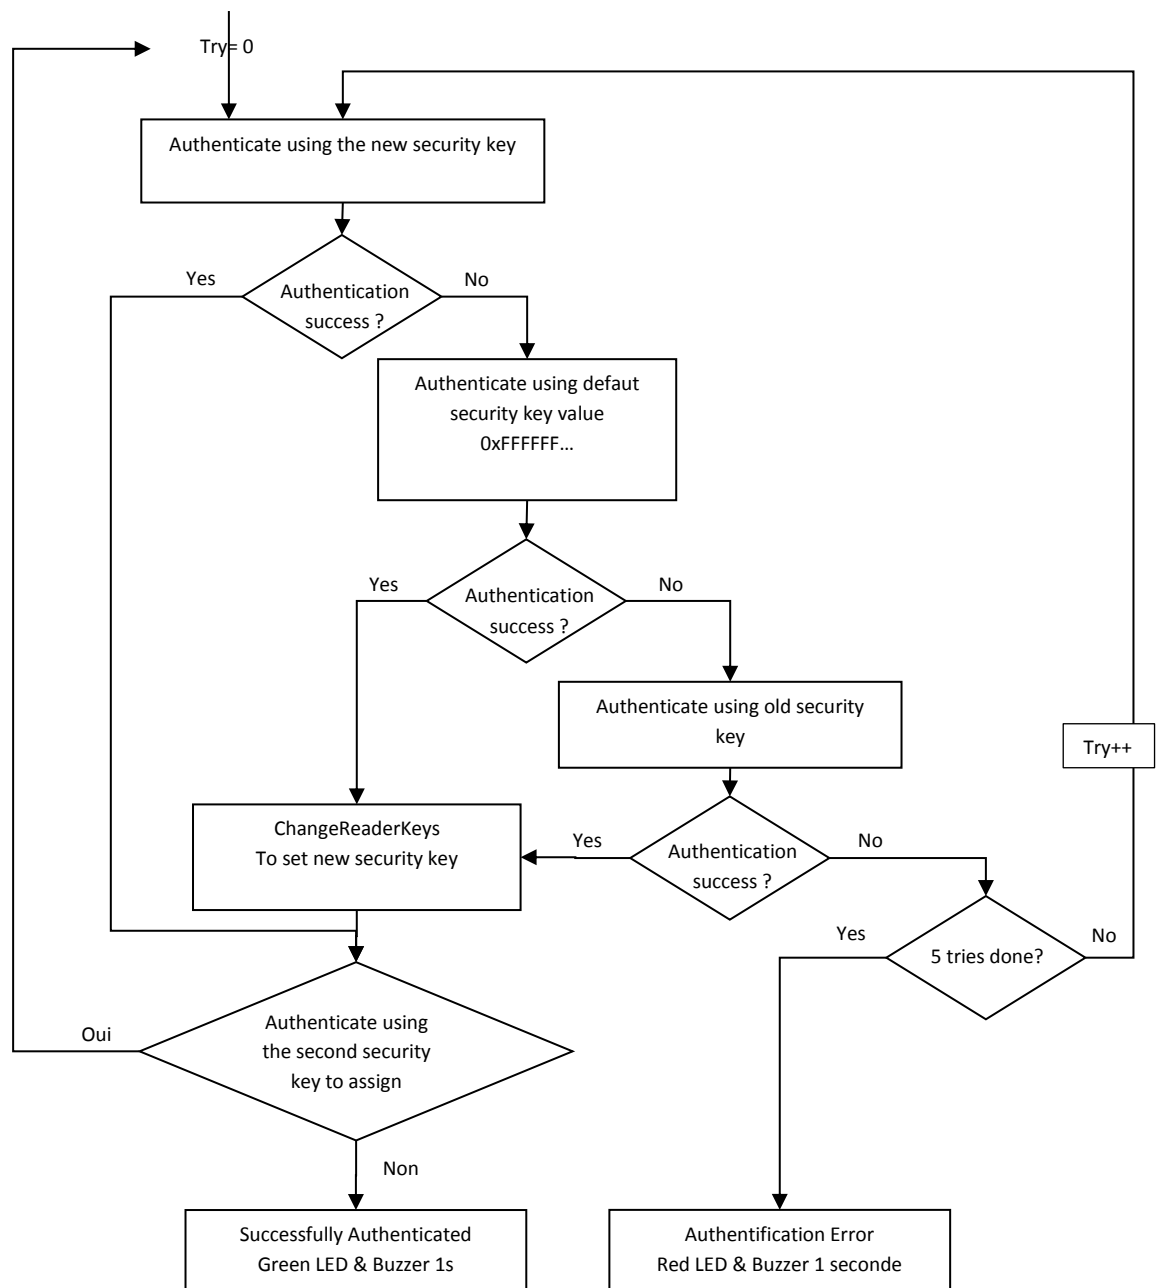 Try= 0
Authenticate using the new security key
Yes
No
Authentication
success ?
Authenticate using defaut
security key value
0xFFFFFF…
Yes
No
Authentication
success ?
Authenticate using old security
key
Try++
ChangeReaderKeys
To set new security key
Yes
No
Authentication
success ?
Yes
No
5 tries done?
Oui
Authenticate using
the second security
key to assign
Non
Successfully Authenticated
Green LED & Buzzer 1s
Authentification Error
Red LED & Buzzer 1 seconde